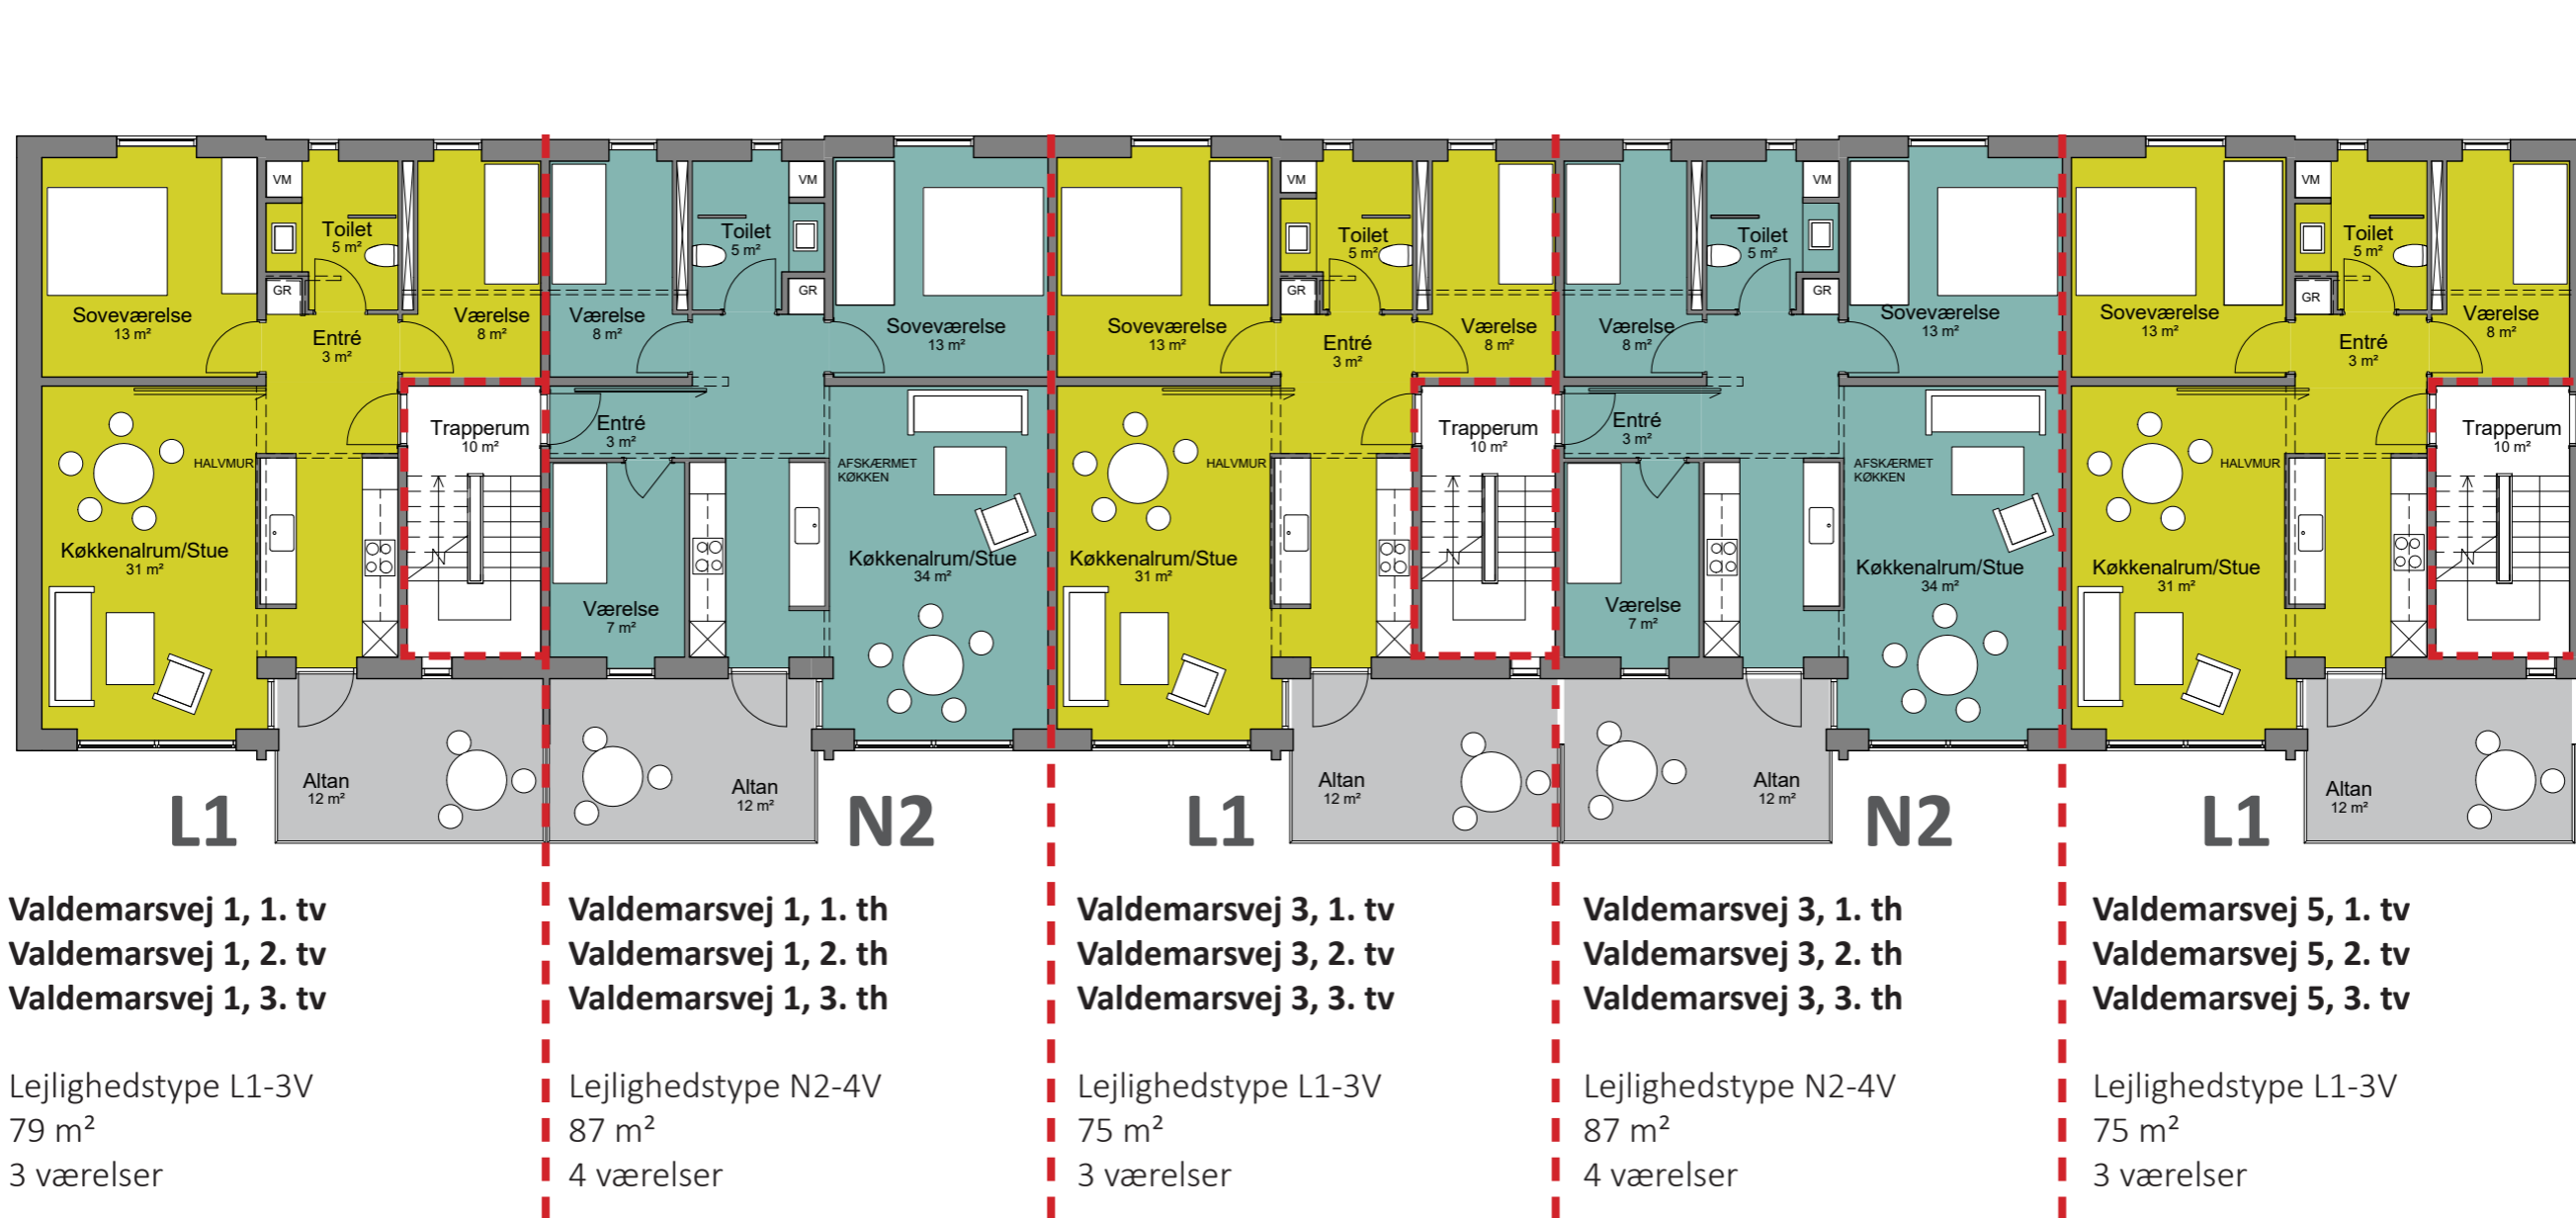 VM
Toilet
5 m²
GR
Soveværelse
13 m²
Entré
3 m²
Værelse
8 m²
Trapperum
10 m²
HALVMUR
Køkkenalrum/Stue
31 m²
Altan
12 m²
L1
Værelse
8 m²
Toilet
5 m²
VM
GR
Soveværelse
13 m²
Entré
3 m²
AFSKÆRMET
KØKKEN
Køkkenalrum/Stue
34 m²
Værelse
7 m²
Altan
12 m²
N2
VM
Toilet
5 m²
GR
Soveværelse
13 m²
Entré
3 m²
Værelse
8 m²
Trapperum
10 m²
HALVMUR
Køkkenalrum/Stue
31 m²
Altan
12 m²
L1
Værelse
8 m²
Toilet
5 m²
VM
GR
Soveværelse
13 m²
Entré
3 m²
AFSKÆRMET
KØKKEN
Køkkenalrum/Stue
34 m²
Værelse
7 m²
Altan
12 m²
N2
VM
Toilet
5 m²
GR
Soveværelse
13 m²
Entré
3 m²
Værelse
8 m²
Trapperum
10 m²
HALVMUR
Køkkenalrum/Stue
31 m²
Altan
12 m²
L1
Valdemarsvej 1, 1. tv
Valdemarsvej 1, 2. tv
Valdemarsvej 1, 3. tv
Lejlighedstype L1-3V
79 m²
3 værelser
Valdemarsvej 1, 1. th
Valdemarsvej 1, 2. th
Valdemarsvej 1, 3. th
Lejlighedstype N2-4V
87 m²
4 værelser
Valdemarsvej 3, 1. tv
Valdemarsvej 3, 2. tv
Valdemarsvej 3, 3. tv
Lejlighedstype L1-3V
75 m²
3 værelser
Valdemarsvej 3, 1. th
Valdemarsvej 3, 2. th
Valdemarsvej 3, 3. th
Lejlighedstype N2-4V
87 m²
4 værelser
Valdemarsvej 5, 1. tv
Valdemarsvej 5, 2. tv
Valdemarsvej 5, 3. tv
Lejlighedstype L1-3V
75 m²
3 værelser